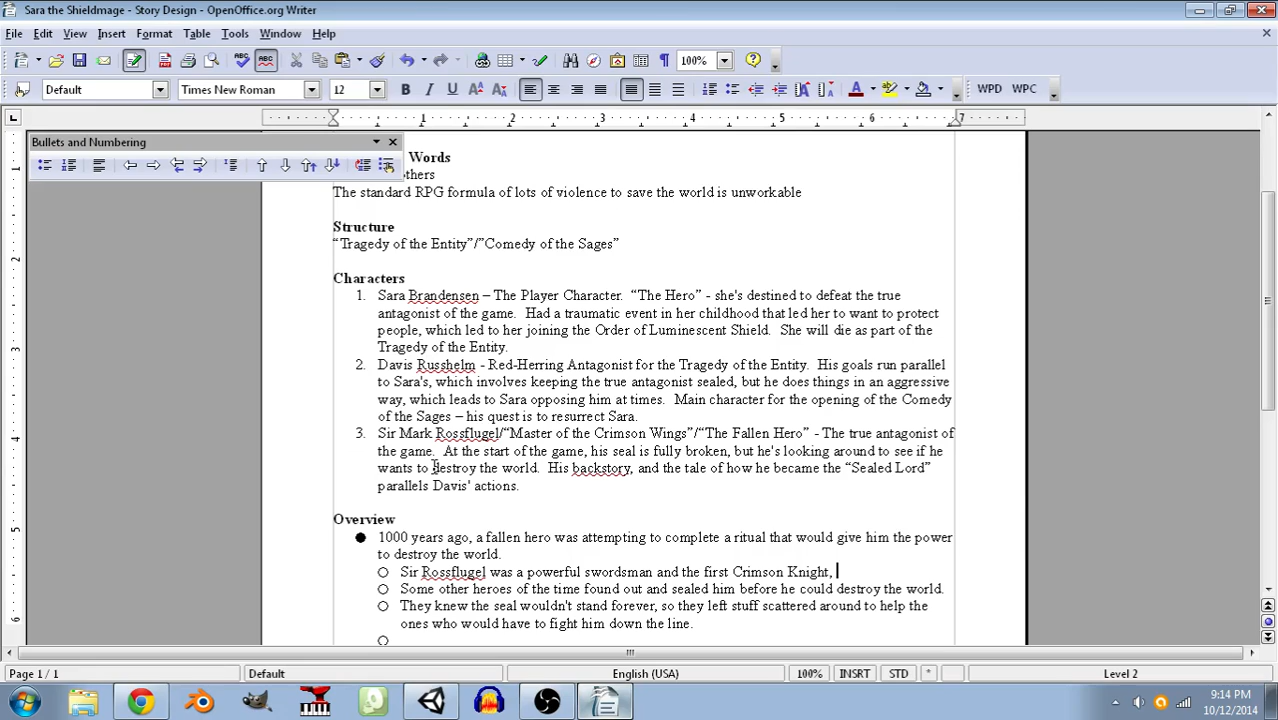 Sara the Shieldmage - Story Design - OpenOffice.org Writer
File Edit View Insert Format Table Tools Window Help
100%
Default Times New Roman 12 B I U A WPD WPC
1 2 3 4 5 6 7
Bullets and Numbering
Words
others
The standard RPG formula of lots of violence to save the world is unworkable
Structure
“Tragedy of the Entity”/”Comedy of the Sages”
Characters
1. Sara Brandensen – The Player Character. “The Hero” - she's destined to defeat the true
antagonist of the game. Had a traumatic event in her childhood that led her to want to protect
people, which led to her joining the Order of Luminescent Shield. She will die as part of the
Tragedy of the Entity.
2. Davis Russhelm - Red-Herring Antagonist for the Tragedy of the Entity. His goals run parallel
to Sara's, which involves keeping the true antagonist sealed, but he does things in an aggressive
way, which leads to Sara opposing him at times. Main character for the opening of the Comedy
of the Sages – his quest is to resurrect Sara.
3. Sir Mark Rossflugel/“Master of the Crimson Wings”/“The Fallen Hero” - The true antagonist of
the game. At the start of the game, his seal is fully broken, but he's looking around to see if he
wants to destroy the world. His backstory, and the tale of how he became the “Sealed Lord”
parallels Davis' actions.
Overview
1000 years ago, a fallen hero was attempting to complete a ritual that would give him the power
to destroy the world.
Sir Rossflugel was a powerful swordsman and the first Crimson Knight,
Some other heroes of the time found out and sealed him before he could destroy the world.
They knew the seal wouldn't stand forever, so they left stuff scattered around to help the
ones who would have to fight him down the line.
Page 1 / 1 Default English (USA) 100% INSRT STD * Level 2
9:14 PM
10/12/2014